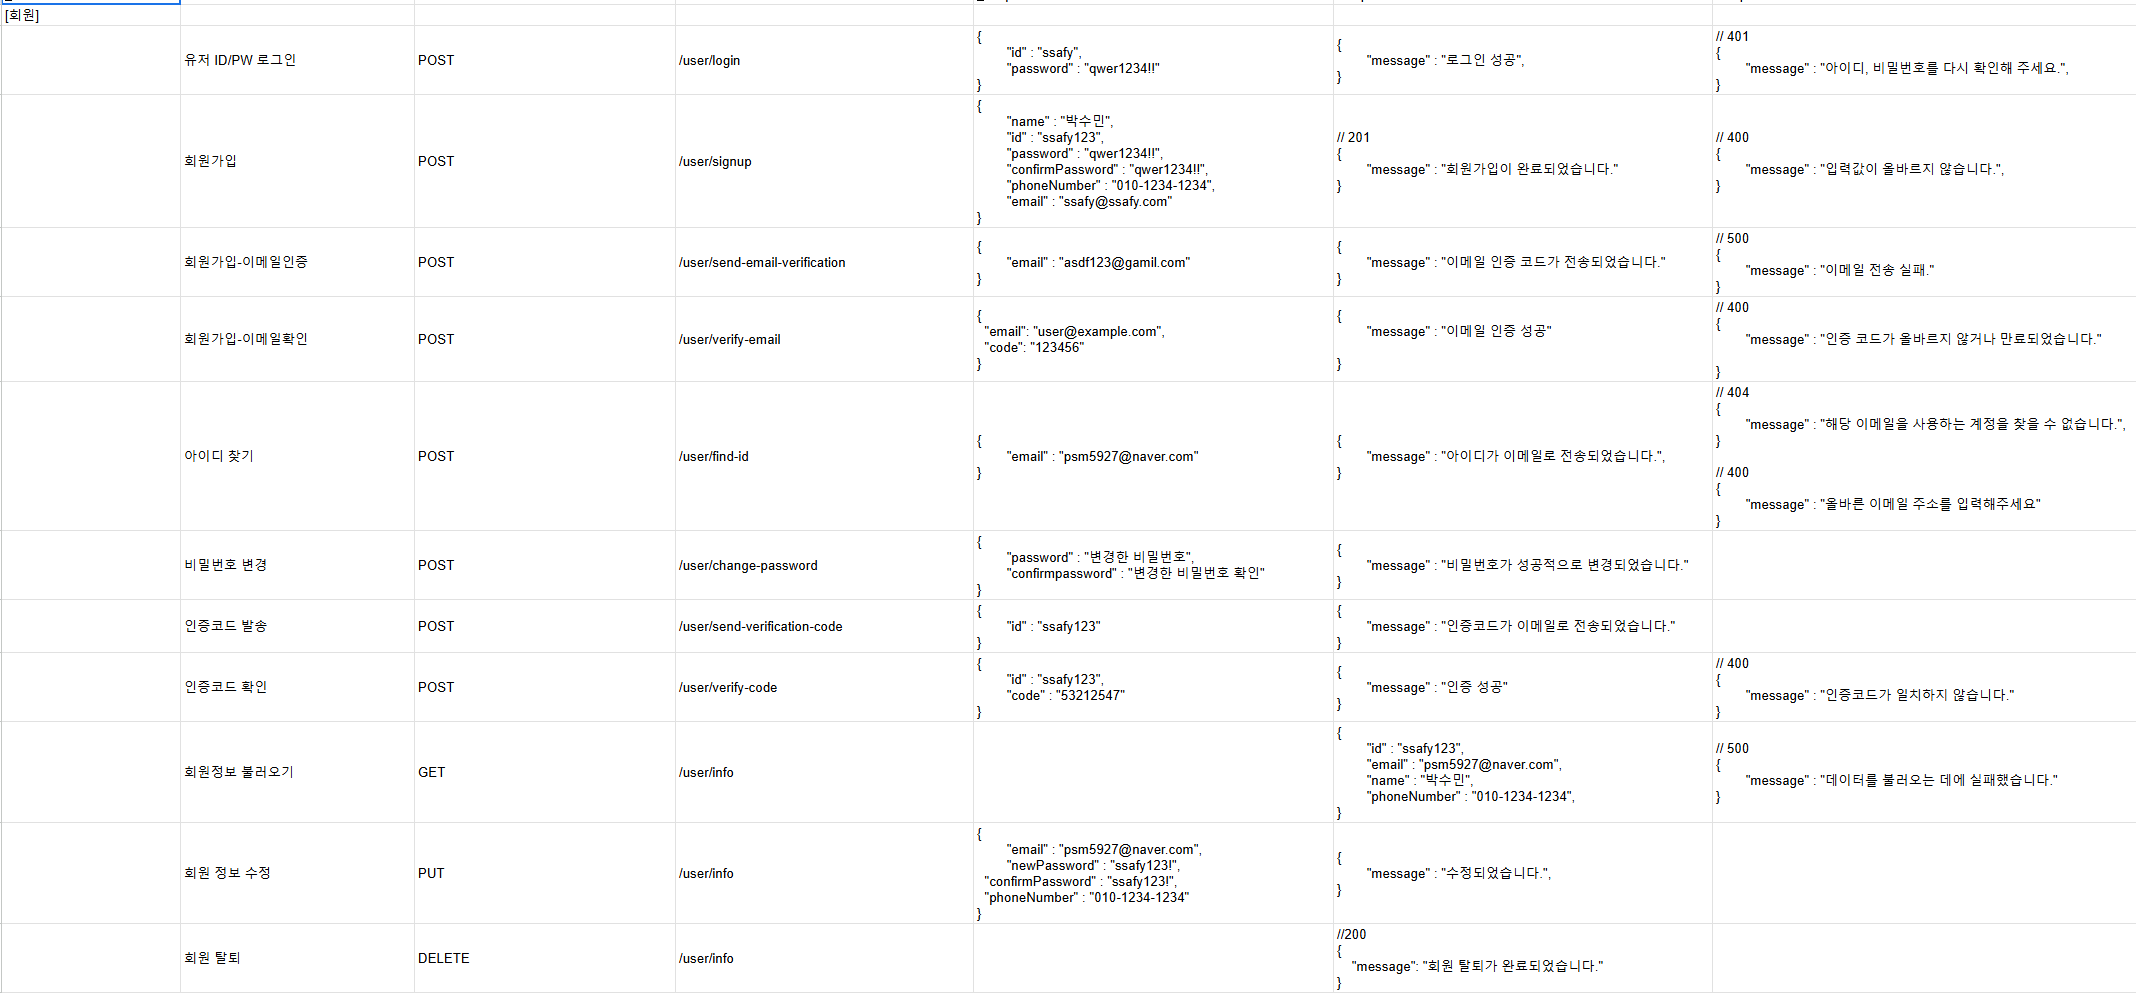 [회원]
유저 ID/PW 로그인
POST
/user/login
{
"id" : "ssafy",
"password" : "qwer1234!!"
}
{
"message" : "로그인 성공",
}
// 401
{
"message" : "아이디, 비밀번호를 다시 확인해 주세요.",
}
회원가입
POST
/user/signup
{
"name" : "박수민",
"id" : "ssafy123",
"password" : "qwer1234!!",
"confirmPassword" : "qwer1234!!",
"phoneNumber" : "010-1234-1234",
"email" : "ssafy@ssafy.com"
}
// 201
{
"message" : "회원가입이 완료되었습니다."
}
// 400
{
"message" : "입력값이 올바르지 않습니다.",
}
회원가입-이메일인증
POST
/user/send-email-verification
{
"email" : "asdf123@gamil.com"
}
{
"message" : "이메일 인증 코드가 전송되었습니다."
}
// 500
{
"message" : "이메일 전송 실패."
}
회원가입-이메일확인
POST
/user/verify-email
{
"email": "user@example.com",
"code": "123456"
}
{
"message" : "이메일 인증 성공"
}
// 400
{
"message" : "인증 코드가 올바르지 않거나 만료되었습니다."
}
아이디 찾기
POST
/user/find-id
{
"email" : "psm5927@naver.com"
}
{
"message" : "아이디가 이메일로 전송되었습니다.",
}
// 404
{
"message" : "해당 이메일을 사용하는 계정을 찾을 수 없습니다.",
}
// 400
{
"message" : "올바른 이메일 주소를 입력해주세요"
}
비밀번호 변경
POST
/user/change-password
{
"password" : "변경한 비밀번호",
"confirmpassword" : "변경한 비밀번호 확인"
}
{
"message" : "비밀번호가 성공적으로 변경되었습니다."
}
인증코드 발송
POST
/user/send-verification-code
{
"id" : "ssafy123"
}
{
"message" : "인증코드가 이메일로 전송되었습니다."
}
인증코드 확인
POST
/user/verify-code
{
"id" : "ssafy123",
"code" : "53212547"
}
{
"message" : "인증 성공"
}
// 400
{
"message" : "인증코드가 일치하지 않습니다."
}
회원정보 불러오기
GET
/user/info
{
"id" : "ssafy123",
"email" : "psm5927@naver.com",
"name" : "박수민",
"phoneNumber" : "010-1234-1234",
}
// 500
{
"message" : "데이터를 불러오는 데에 실패했습니다."
}
회원 정보 수정
PUT
/user/info
{
"email" : "psm5927@naver.com",
"newPassword" : "ssafy123!",
"confirmPassword" : "ssafy123!",
"phoneNumber" : "010-1234-1234"
}
{
"message" : "수정되었습니다.",
}
회원 탈퇴
DELETE
/user/info
//200
{
"message": "회원 탈퇴가 완료되었습니다."
}